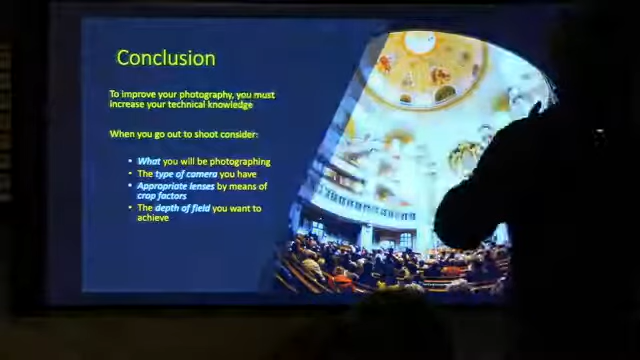 Conclusion
To improve your photography, you must
increase your technical knowledge
When you go out to shoot consider:
• What you will be photographing
• The type of camera you have
• Appropriate lenses by means of
crop factors
• The depth of field you want to
achieve